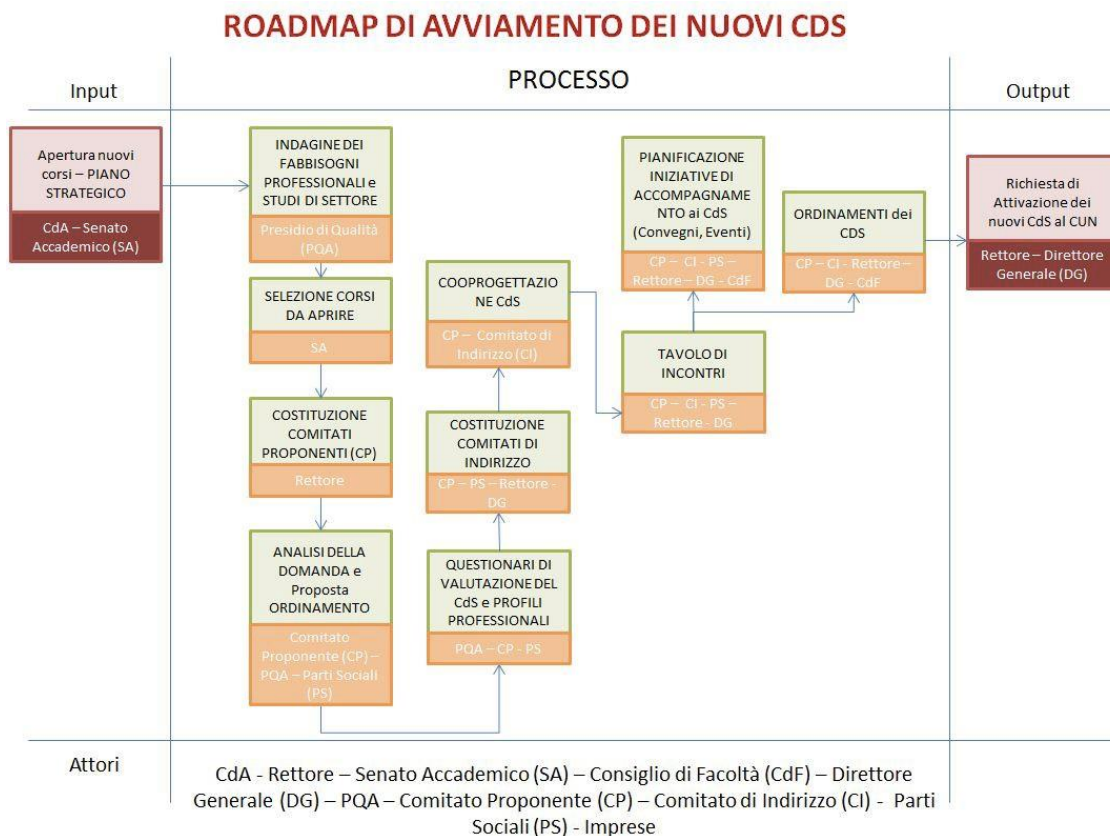 ROADMAP DI AVVIAMENTO DEI NUOVI CDS
Input
PROCESSO
Output
Apertura nuovi
corsi – PIANO
STRATEGICO
CdA – Senato
Accademico (SA)
INDAGINE DEI
FABBISOGNI
PROFESSIONALI e
STUDI DI SETTORE
Presidio di Qualità
(PQA)
SELEZIONE CORSI
DA APRIRE
SA
COSTITUZIONE
COMITATI
PROPONENTI (CP)
Rettore
ANALISI DELLA
DOMANDA e
Proposta
ORDINAMENTO
Comitato
Proponente (CP) –
PQA – Parti Sociali
(PS)
COOPROGETTAZIO
NE CdS
CP – Comitato di
Indirizzo (CI)
COSTITUZIONE
COMITATI DI
INDIRIZZO
CP – PS – Rettore -
DG
QUESTIONARI DI
VALUTAZIONE DEL
CdS e PROFILI
PROFESSIONALI
PQA – CP - PS
PIANIFICAZIONE
INIZIATIVE DI
ACCOMPAGNAME
NTO ai CdS
(Convegni, Eventi)
CP – CI - PS –
Rettore – DG - CdF
TAVOLO DI
INCONTRI
CP – CI - PS –
Rettore - DG
ORDINAMENTI dei
CDS
CP – CI - Rettore –
DG - CdF
Richiesta di
Attivazione dei
nuovi CdS al CUN
Rettore – Direttore
Generale (DG)
Attori
CdA - Rettore – Senato Accademico (SA) – Consiglio di Facoltà (CdF) – Direttore
Generale (DG) – PQA – Comitato Proponente (CP) – Comitato di Indirizzo (CI) - Parti
Sociali (PS) - Imprese